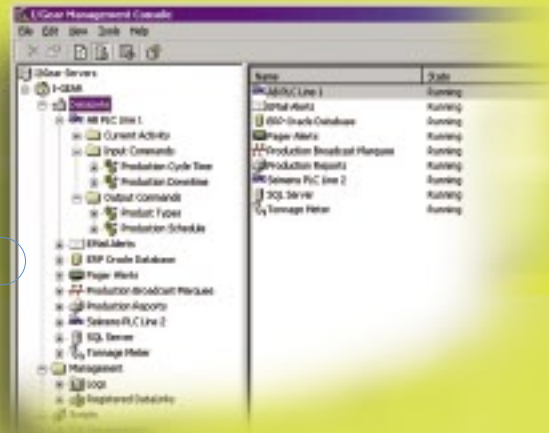 I-Gear Management Console
File Edit View Tools Help
I-Gear Servers
I-GEAR
DataLinks
AB PLC Line 1
Current Activity
Input Commands
Production Cycle Time
Production Downtime
Output Commands
Product Types
Production Schedule
EMail Alerts
ERP Oracle Database
Pager Alerts
Production Broadcast Marquee
Production Reports
Seimens PLC Line 2
SQL Server
Tonnage Meter
Management
Logs
Registered DataLinks
Scripts
Name State
AB PLC Line 1 Running
EMail Alerts Running
ERP Oracle Database Running
Pager Alerts Running
Production Broadcast Marquee Running
Production Reports Running
Seimens PLC Line 2 Running
SQL Server Running
Tonnage Meter Running